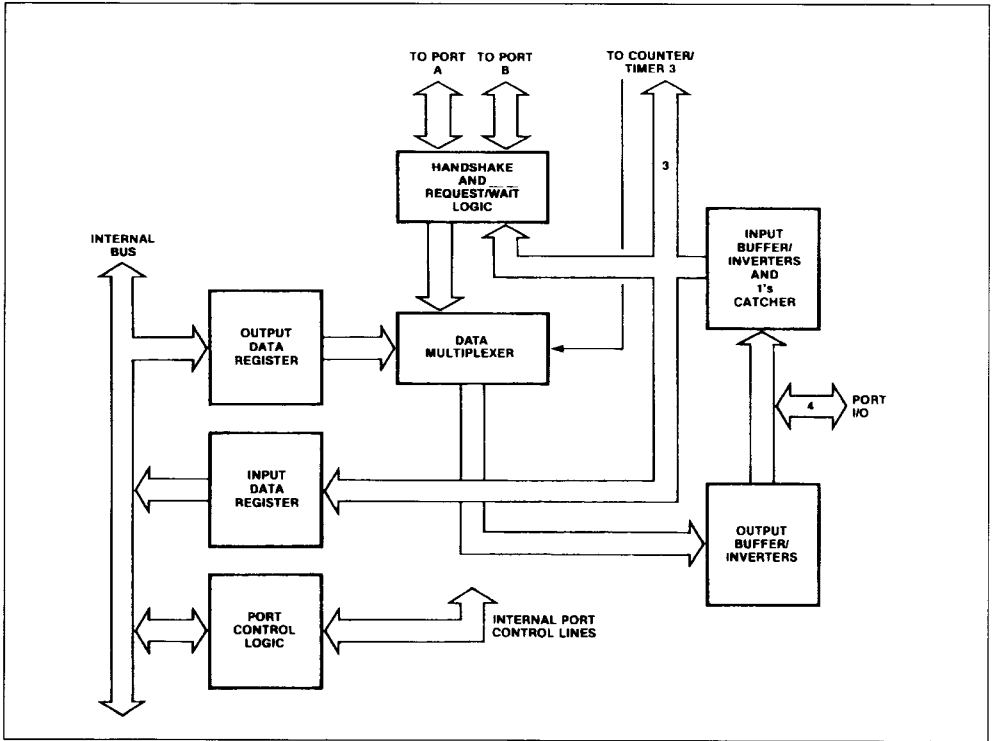 TO PORT
A
TO PORT
B
TO COUNTER/
TIMER 3
HANDSHAKE
AND
REQUEST/WAIT
LOGIC
3
INTERNAL
BUS
INPUT
BUFFER/
INVERTERS
AND
1's
CATCHER
OUTPUT
DATA
REGISTER
DATA
MULTIPLEXER
4
PORT
I/O
INPUT
DATA
REGISTER
OUTPUT
BUFFER/
INVERTERS
PORT
CONTROL
LOGIC
INTERNAL PORT
CONTROL LINES